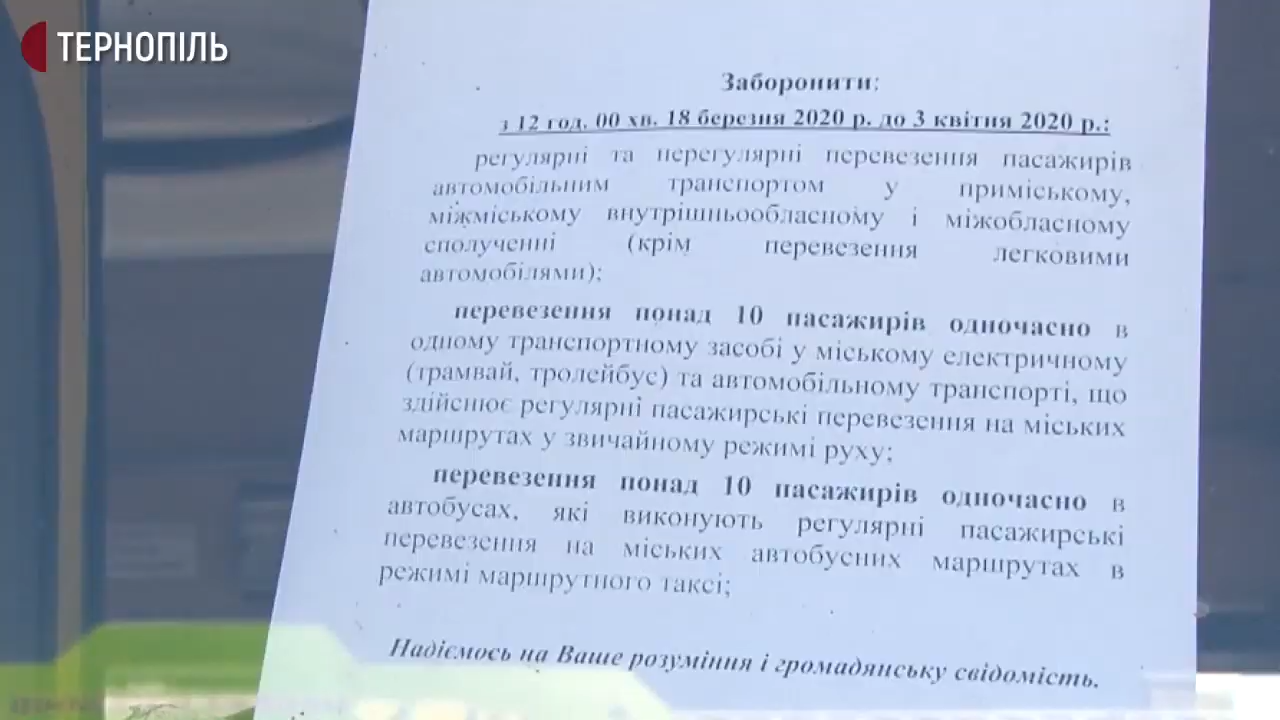 ТЕРНОПІЛЬ
Заборонити:
з 12 год. 00 хв. 18 березня 2020 р. до 3 квітня 2020 р.:
регулярні та перегулярні перевезення пасажирів
автомобільним транспортом у приміському,
міжміському внутрішньообласному і міжобласному
сполученні (крім перевезення легковими
автомобілями);
перевезення понад 10 пасажирів одночасно в
одному транспортному засобі у міському електричному
(трамвай, тролейбус) та автомобільному транспорті, що
здійснює регулярні пасажирські перевезення на міських
маршрутах у звичайному режимі руху;
перевезення понад 10 пасажирів одночасно в
автобусах, які виконують регулярні пасажирські
перевезення на міських автобусних маршрутах в
режимі маршрутного таксі;
Надіємось на Ваше розуміння і громадянську свідомість.